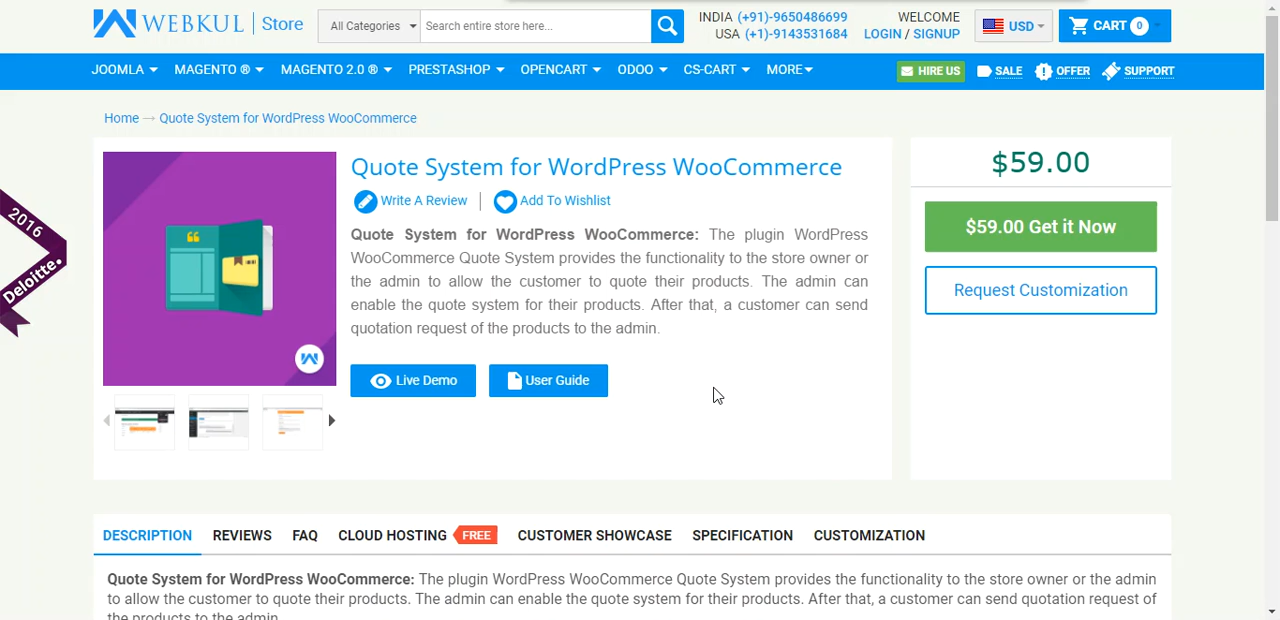 WEBKUL | Store
All Categories
Search entire store here...
INDIA (+91)-9650486699
USA (+1)-9143531684
WELCOME
LOGIN / SIGNUP
USD
CART 0
JOOMLA MAGENTO ® MAGENTO 2.0 ® PRESTASHOP OPENCART ODOO CS-CART MORE
HIRE US SALE OFFER SUPPORT
Home → Quote System for WordPress WooCommerce
2016
Deloitte.
Quote System for WordPress WooCommerce
Write A Review | Add To Wishlist
Quote System for WordPress WooCommerce: The plugin WordPress
WooCommerce Quote System provides the functionality to the store owner or
the admin to allow the customer to quote their products. The admin can
enable the quote system for their products. After that, a customer can send
quotation request of the products to the admin.
Live Demo
User Guide
$59.00
$59.00 Get it Now
Request Customization
DESCRIPTION REVIEWS FAQ CLOUD HOSTING FREE CUSTOMER SHOWCASE SPECIFICATION CUSTOMIZATION
Quote System for WordPress WooCommerce: The plugin WordPress WooCommerce Quote System provides the functionality to the store owner or the admin
to allow the customer to quote their products. The admin can enable the quote system for their products. After that, a customer can send quotation request of
the products to the admin.